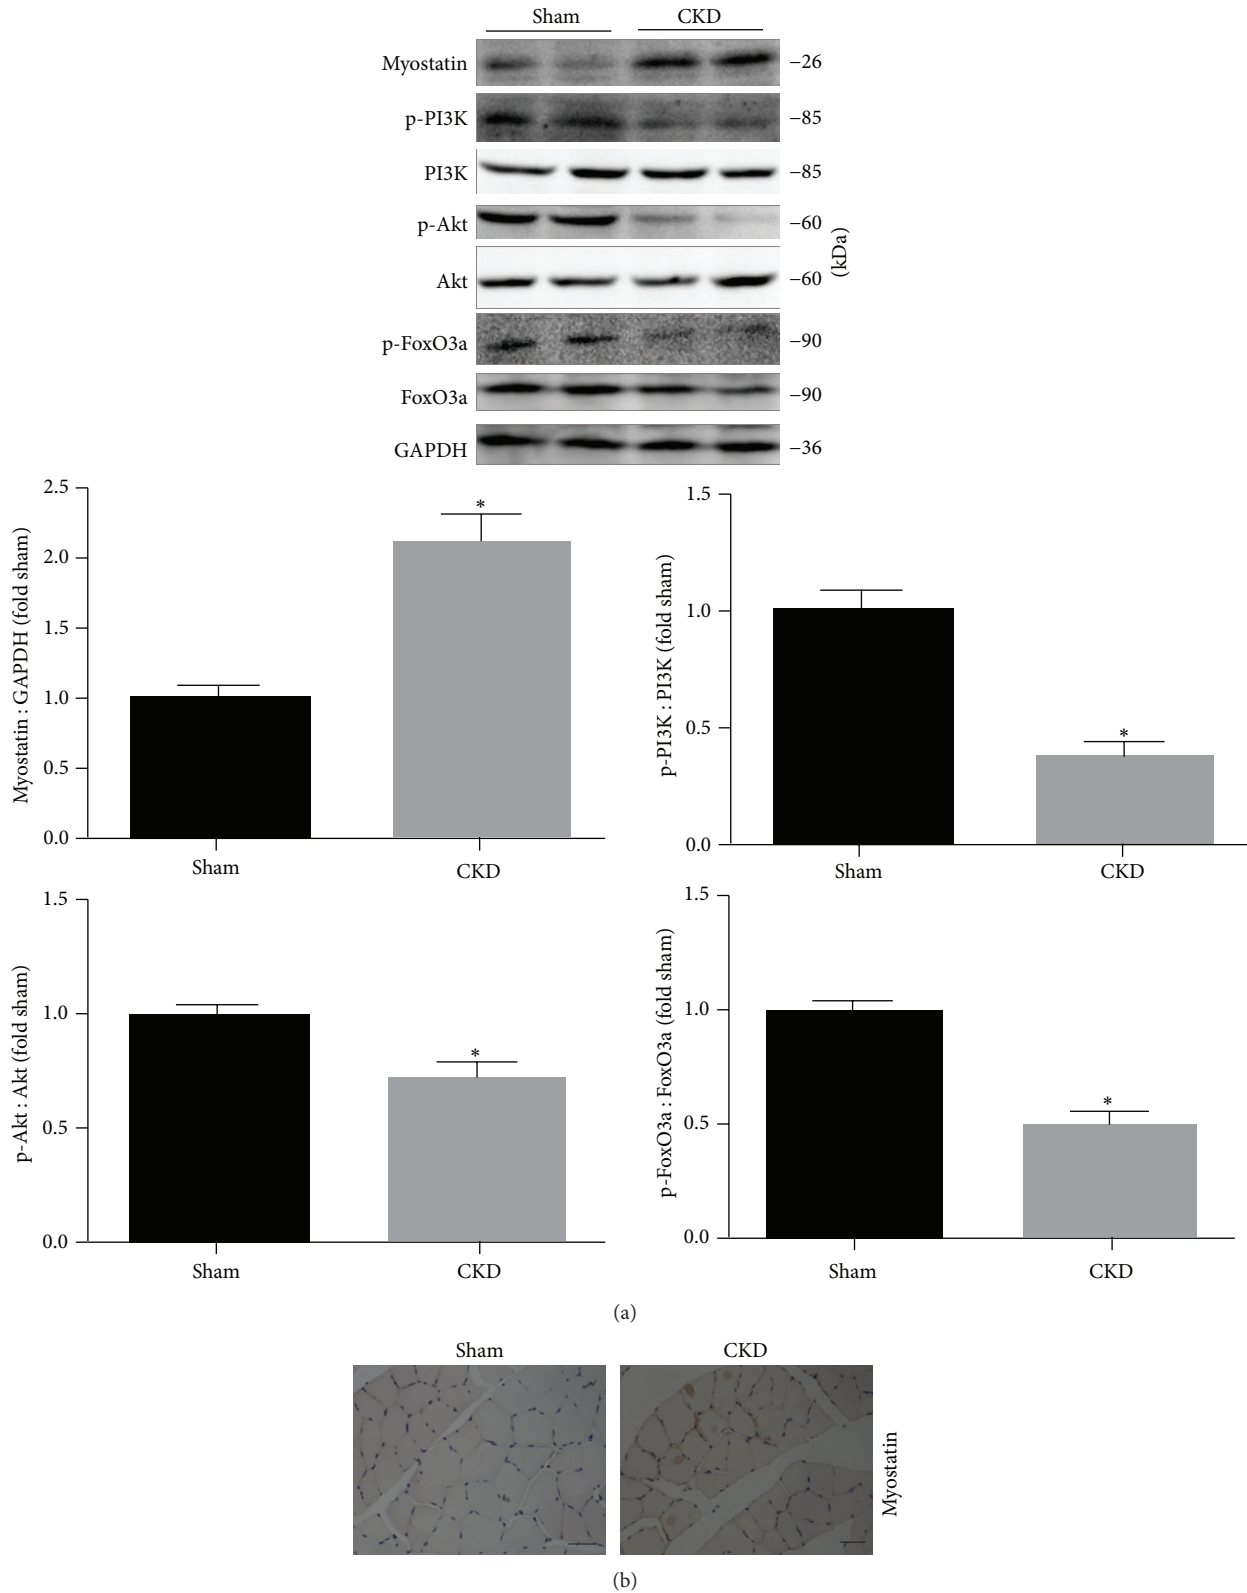 Sham CKD
Myostatin −26
p-PI3K −85
PI3K −85
p-Akt −60
Akt −60
p-FoxO3a −90
FoxO3a −90
GAPDH −36
(kDa)
Myostatin : GAPDH (fold sham)
2.5
2.0
1.5
1.0
0.5
0.0
Sham CKD
p-PI3K : PI3K (fold sham)
1.5
1.0
0.5
0.0
Sham CKD
*
*
p-Akt : Akt (fold sham)
1.5
1.0
0.5
0.0
Sham CKD
*
p-FoxO3a : FoxO3a (fold sham)
1.5
1.0
0.5
0.0
Sham CKD
*
(a)
Sham CKD
Myostatin
(b)